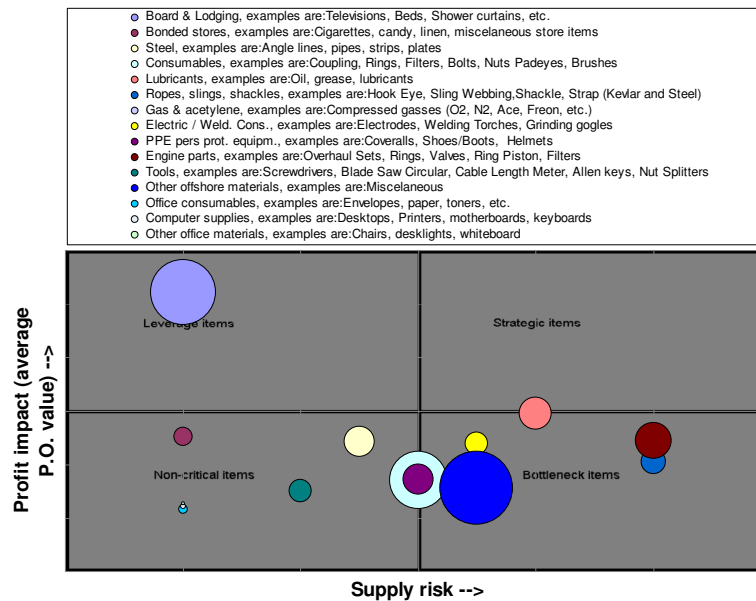 Board & Lodging, examples are:Televisions, Beds, Shower curtains, etc.
Bonded stores, examples are:Cigarettes, candy, linen, miscelaneous store items
Steel, examples are:Angle lines, pipes, strips, plates
Consumables, examples are:Coupling, Rings, Filters, Bolts, Nuts Padeyes, Brushes
Lubricants, examples are:Oil, grease, lubricants
Ropes, slings, shackles, examples are:Hook Eye, Sling Webbing,Shackle, Strap (Kevlar and Steel)
Gas & acetylene, examples are:Compressed gasses (O2, N2, Ace, Freon, etc.)
Electric / Weld. Cons., examples are:Electrodes, Welding Torches, Grinding gogles
PPE pers prot. equipm., examples are:Coveralls, Shoes/Boots, Helmets
Engine parts, examples are:Overhaul Sets, Rings, Valves, Ring Piston, Filters
Tools, examples are:Screwdrivers, Blade Saw Circular, Cable Length Meter, Allen keys, Nut Splitters
Other offshore materials, examples are:Miscelaneous
Office consumables, examples are:Envelopes, paper, toners, etc.
Computer supplies, examples are:Desktops, Printers, motherboards, keyboards
Other office materials, examples are:Chairs, desklights, whiteboard
Leverage items
Strategic items
Profit impact (average
P.O. value) -->
Non-critical items
Bottleneck items
Supply risk -->